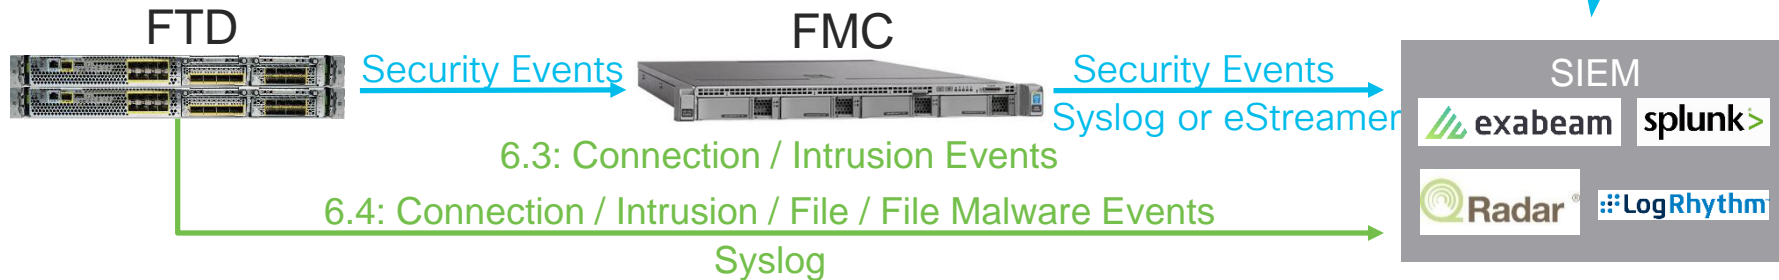 FTD
FMC
Security Events
Security Events
SIEM
Syslog or eStreamer
exabeam
splunk>
6.3: Connection / Intrusion Events
6.4: Connection / Intrusion / File / File Malware Events
QRadar®
LogRhythm
Syslog